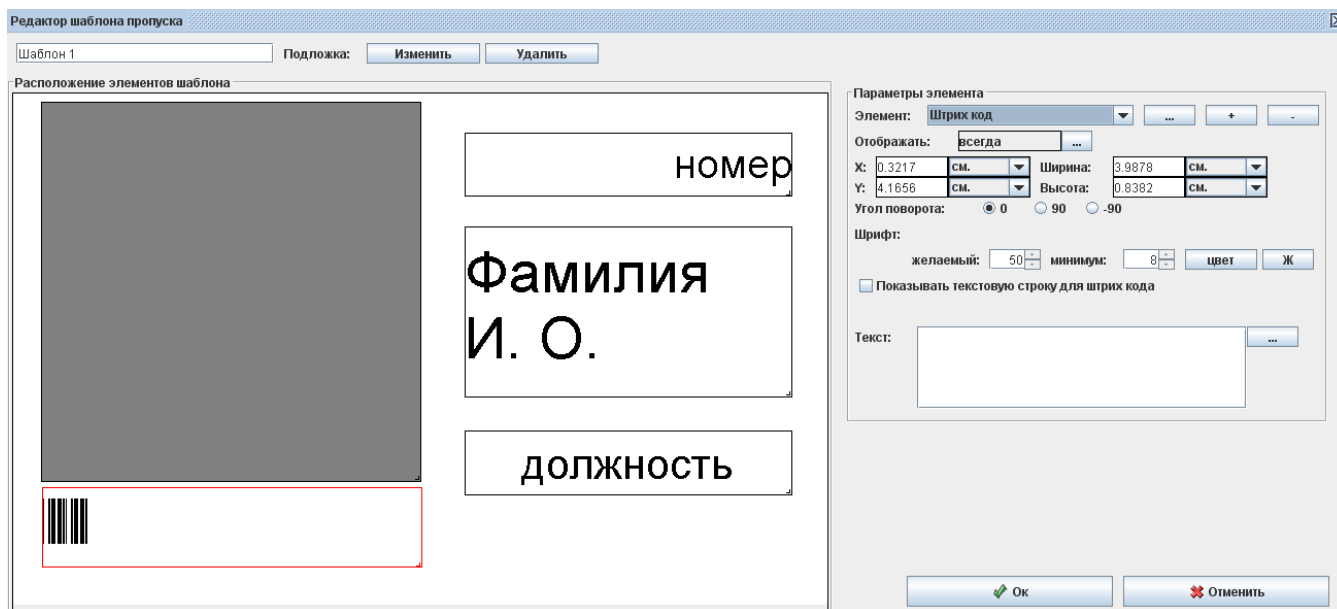 Редактор шаблона пропуска
Шаблон 1 Подложка: Изменить Удалить
Расположение элементов шаблона
номер
Фамилия
И. О.
должность
Параметры элемента
Элемент: Штрих код ... + -
Отображать: всегда ...
X: 0.3217 см. Ширина: 3.9878 см.
Y: 4.1656 см. Высота: 0.8382 см.
Угол поворота: 0 90 -90
Шрифт:
желаемый: 50 минимум: 8 цвет Ж
Показывать текстовую строку для штрих кода
Текст: ...
Ок Отменить